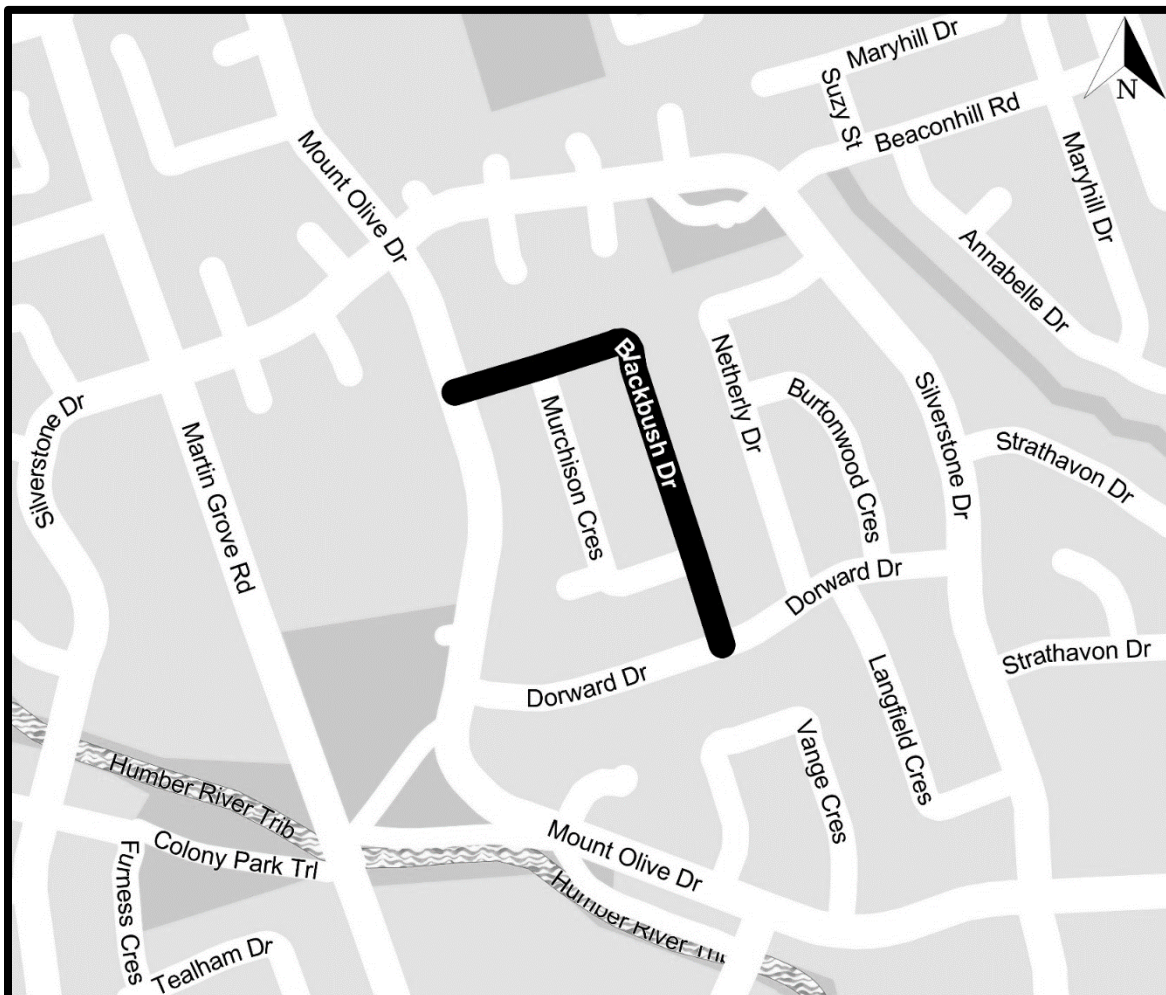 Maryhill Dr
Suzy St
N
Beaconhill Rd
Mount Olive Dr
Maryhill Dr
Annabelle Dr
Blackbush Dr
Netherly Dr
Silverstone Dr
Murchison Cres
Burtonwood Cres
Silverstone Dr
Martin Grove Rd
Strathavon Dr
Dorward Dr
Strathavon Dr
Dorward Dr
Langfield Cres
Vange Cres
Humber River Trib
Colony Park Trl
Mount Olive Dr
Furness Cres
Humber River Trib
Tealham Dr